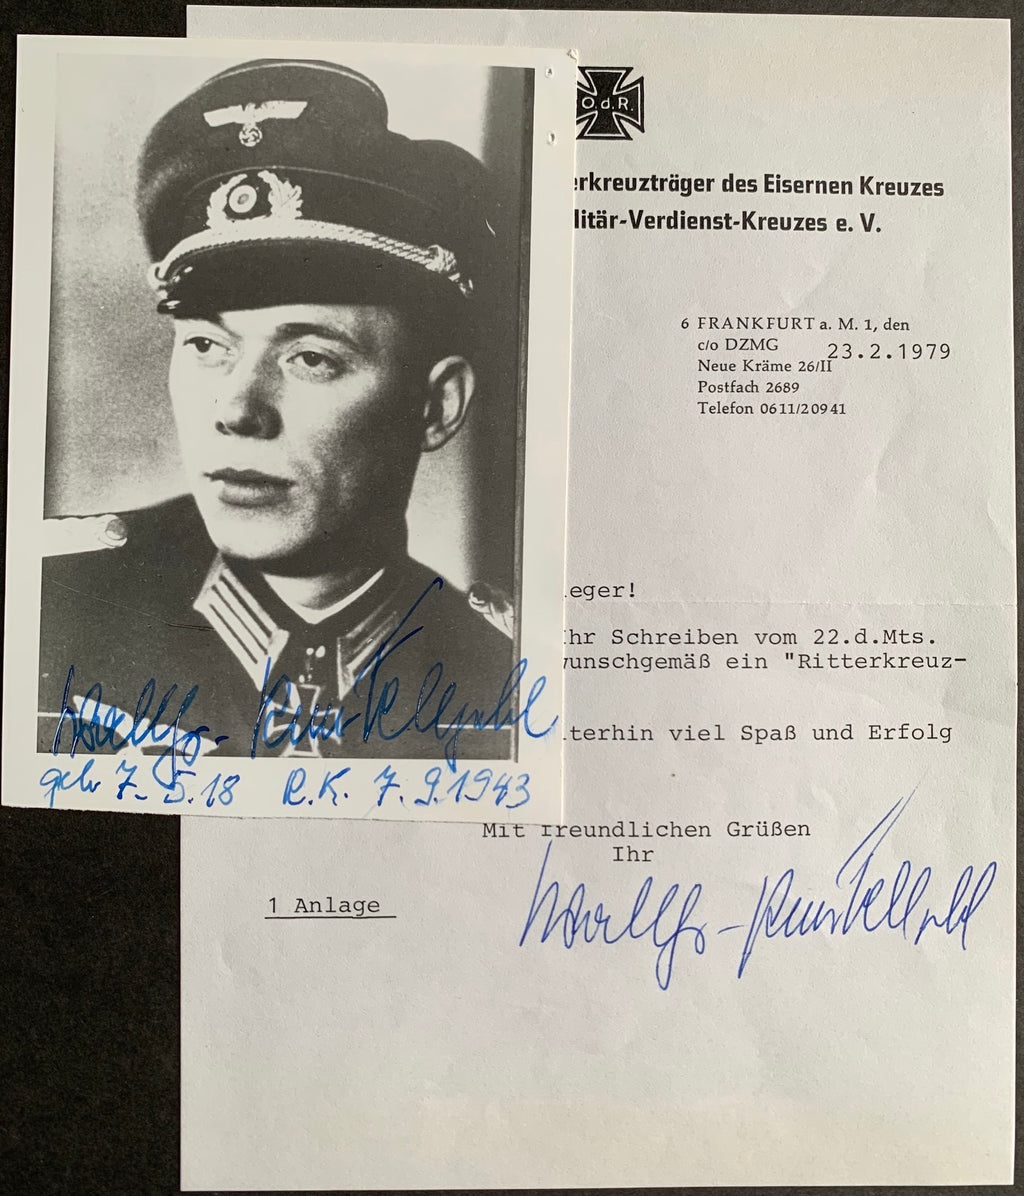 O.d.R.
erkreuzträger des Eisernen Kreuzes
litär-Verdienst-Kreuzes e. V.
6 FRANKFURT a. M. 1, den
c/o DZMG
23.2.1979
Neue Kräme 26/II
Postfach 2689
Telefon 0611/20941
eger!
Ihr Schreiben vom 22.d.Mts.
wunschgemäß ein "Ritterkreuz-
terhin viel Spaß und Erfolg
geb 7. 5.18 R.K. 7.9.1943
Mit freundlichen Grüßen
Ihr
1 Anlage